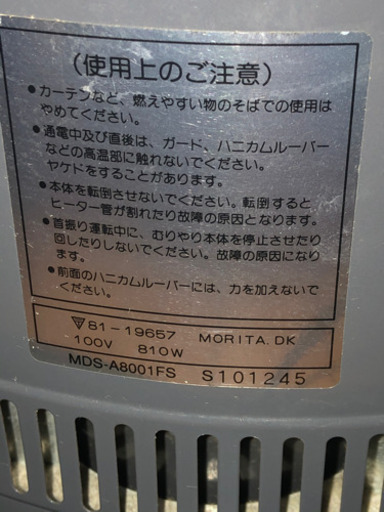 (使用上のご注意)
●カーテンなど、燃えやすい物のそばでの使用は
やめてください。
●通電中及び直後は、ガード、ハニカムルーバー
などの高温部に触れないでください。
ヤケドをすることがあります。
●本体を転倒させないでください。転倒すると
ヒーター管が割れたり故障の原因となります。
●首振り運転中に、むりやり本体を停止させたり
回したりしないでください。故障の原因になり
ます。
●前面のハニカムルーバーには、力を加えないで
ください。
81-19657 MORITA.DK
100V 810W
MDS-A8001FS S101245